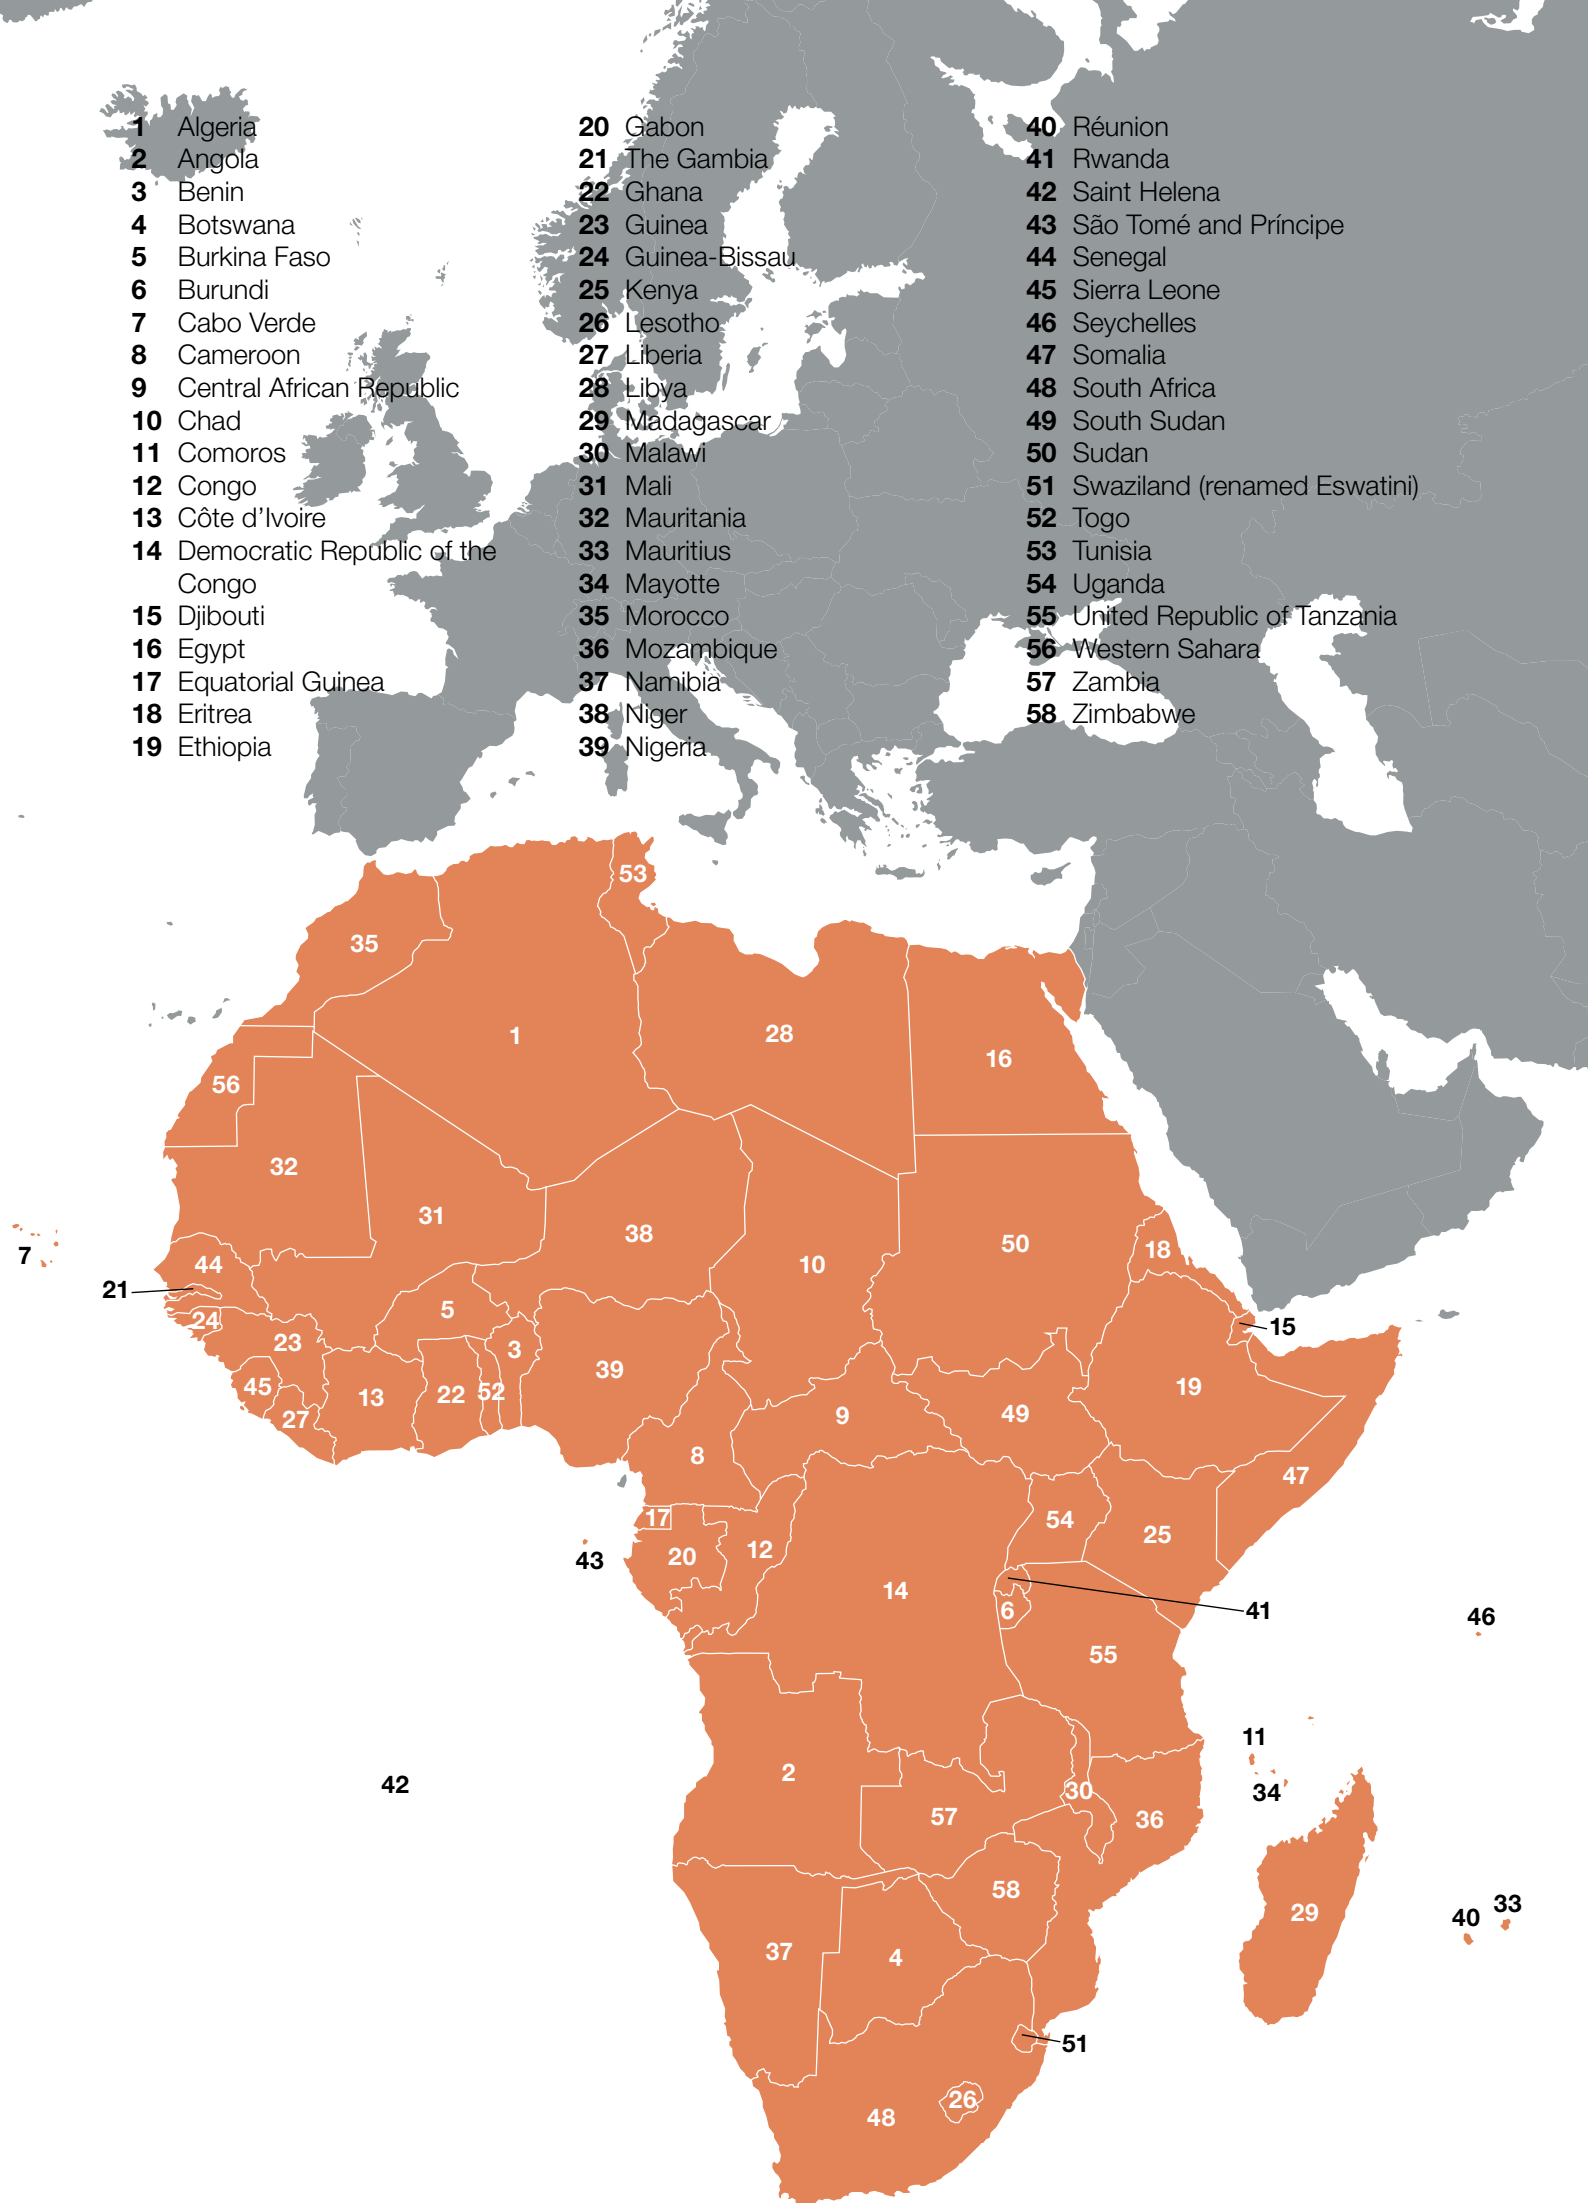 1 Algeria
2 Angola
3 Benin
4 Botswana
5 Burkina Faso
6 Burundi
7 Cabo Verde
8 Cameroon
9 Central African Republic
10 Chad
11 Comoros
12 Congo
13 Côte d’Ivoire
14 Democratic Republic of the
Congo
15 Djibouti
16 Egypt
17 Equatorial Guinea
18 Eritrea
19 Ethiopia
20 Gabon
21 The Gambia
22 Ghana
23 Guinea
24 Guinea-Bissau
25 Kenya
26 Lesotho
27 Liberia
28 Libya
29 Madagascar
30 Malawi
31 Mali
32 Mauritania
33 Mauritius
34 Mayotte
35 Morocco
36 Mozambique
37 Namibia
38 Niger
39 Nigeria
40 Réunion
41 Rwanda
42 Saint Helena
43 São Tomé and Príncipe
44 Senegal
45 Sierra Leone
46 Seychelles
47 Somalia
48 South Africa
49 South Sudan
50 Sudan
51 Swaziland (renamed Eswatini)
52 Togo
53 Tunisia
54 Uganda
55 United Republic of Tanzania
56 Western Sahara
57 Zambia
58 Zimbabwe
53
35
1
28
16
56
32
31
38
50
18
7
44
10
21
5
24
15
23
3
39
19
45
13
22
52
27
9
49
8
47
17
54
25
12
20
43
14
6
41
46
55
11
2
42
34
30
57
36
58
33
29
40
37
4
51
26
48